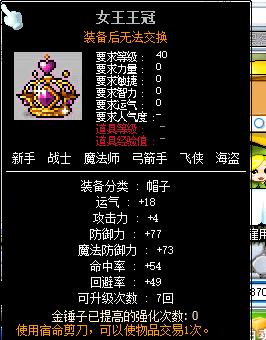 女王王冠
装备后无法交换
要求等级: 40
要求力量: 0
要求敏捷: 0
要求智力: 0
要求运气: 0
要求人气度: -
道具等级: -
道具经验值: -
新手 战士 魔法师 弓箭手 飞侠 海盗
装备分类 : 帽子
运气 : +18
攻击力 : +4
防御力 : +77
魔法防御力 : +73
命中率 : +54
回避率 : +49
可升级次数 : 7回
金锤子已提高的强化次数: 0
使用宿命剪刀，可以使物品交易1次。